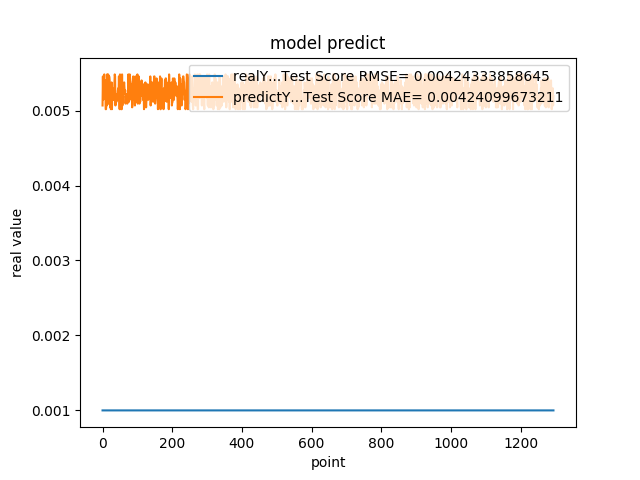 model predict
realY...Test Score RMSE= 0.00424333858645
predictY...Test Score MAE= 0.00424099673211
0.005
0.004
0.003
0.002
0.001
real value
0 200 400 600 800 1000 1200
point